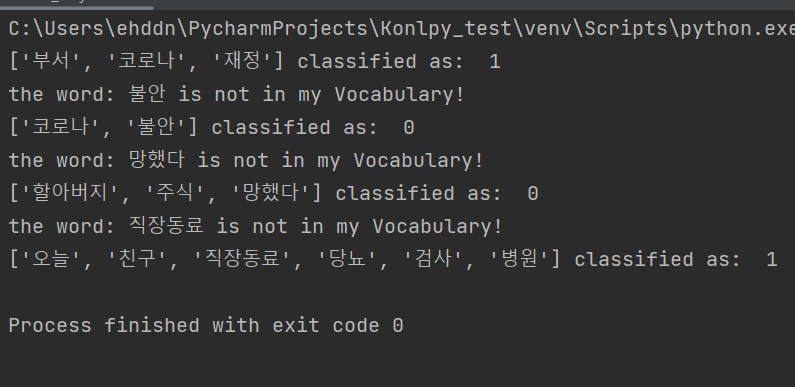 C:\Users\ehddn\PycharmProjects\Konlpy_test\venv\Scripts\python.exe
['부서', '코로나', '재정'] classified as:  1
the word: 불안 is not in my Vocabulary!
['코로나', '불안'] classified as:  0
the word: 망했다 is not in my Vocabulary!
['할아버지', '주식', '망했다'] classified as:  0
the word: 직장동료 is not in my Vocabulary!
['오늘', '친구', '직장동료', '당뇨', '검사', '병원'] classified as:  1
Process finished with exit code 0